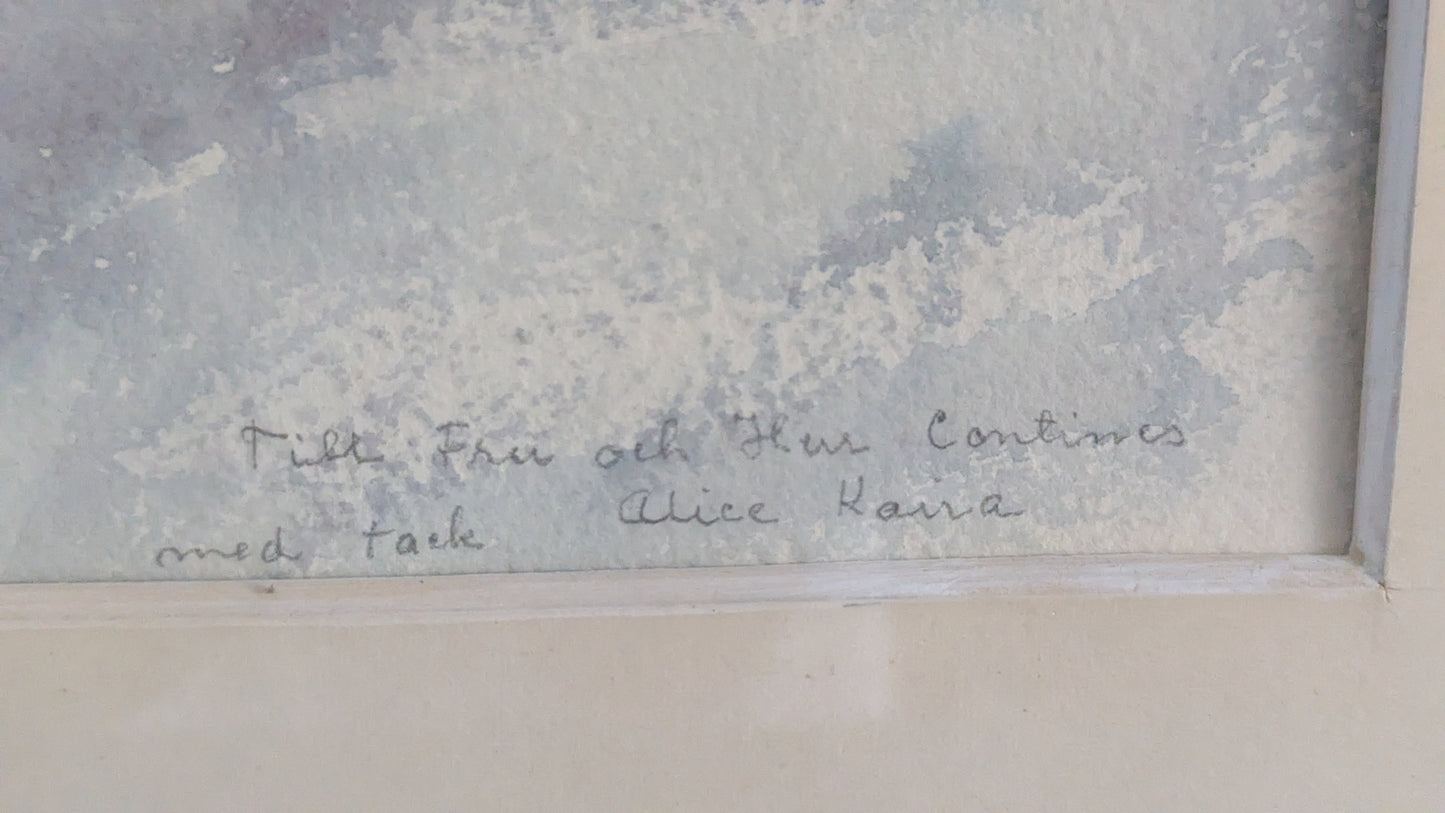 Till Fru och Herr Contines
med tack Alice Kaira